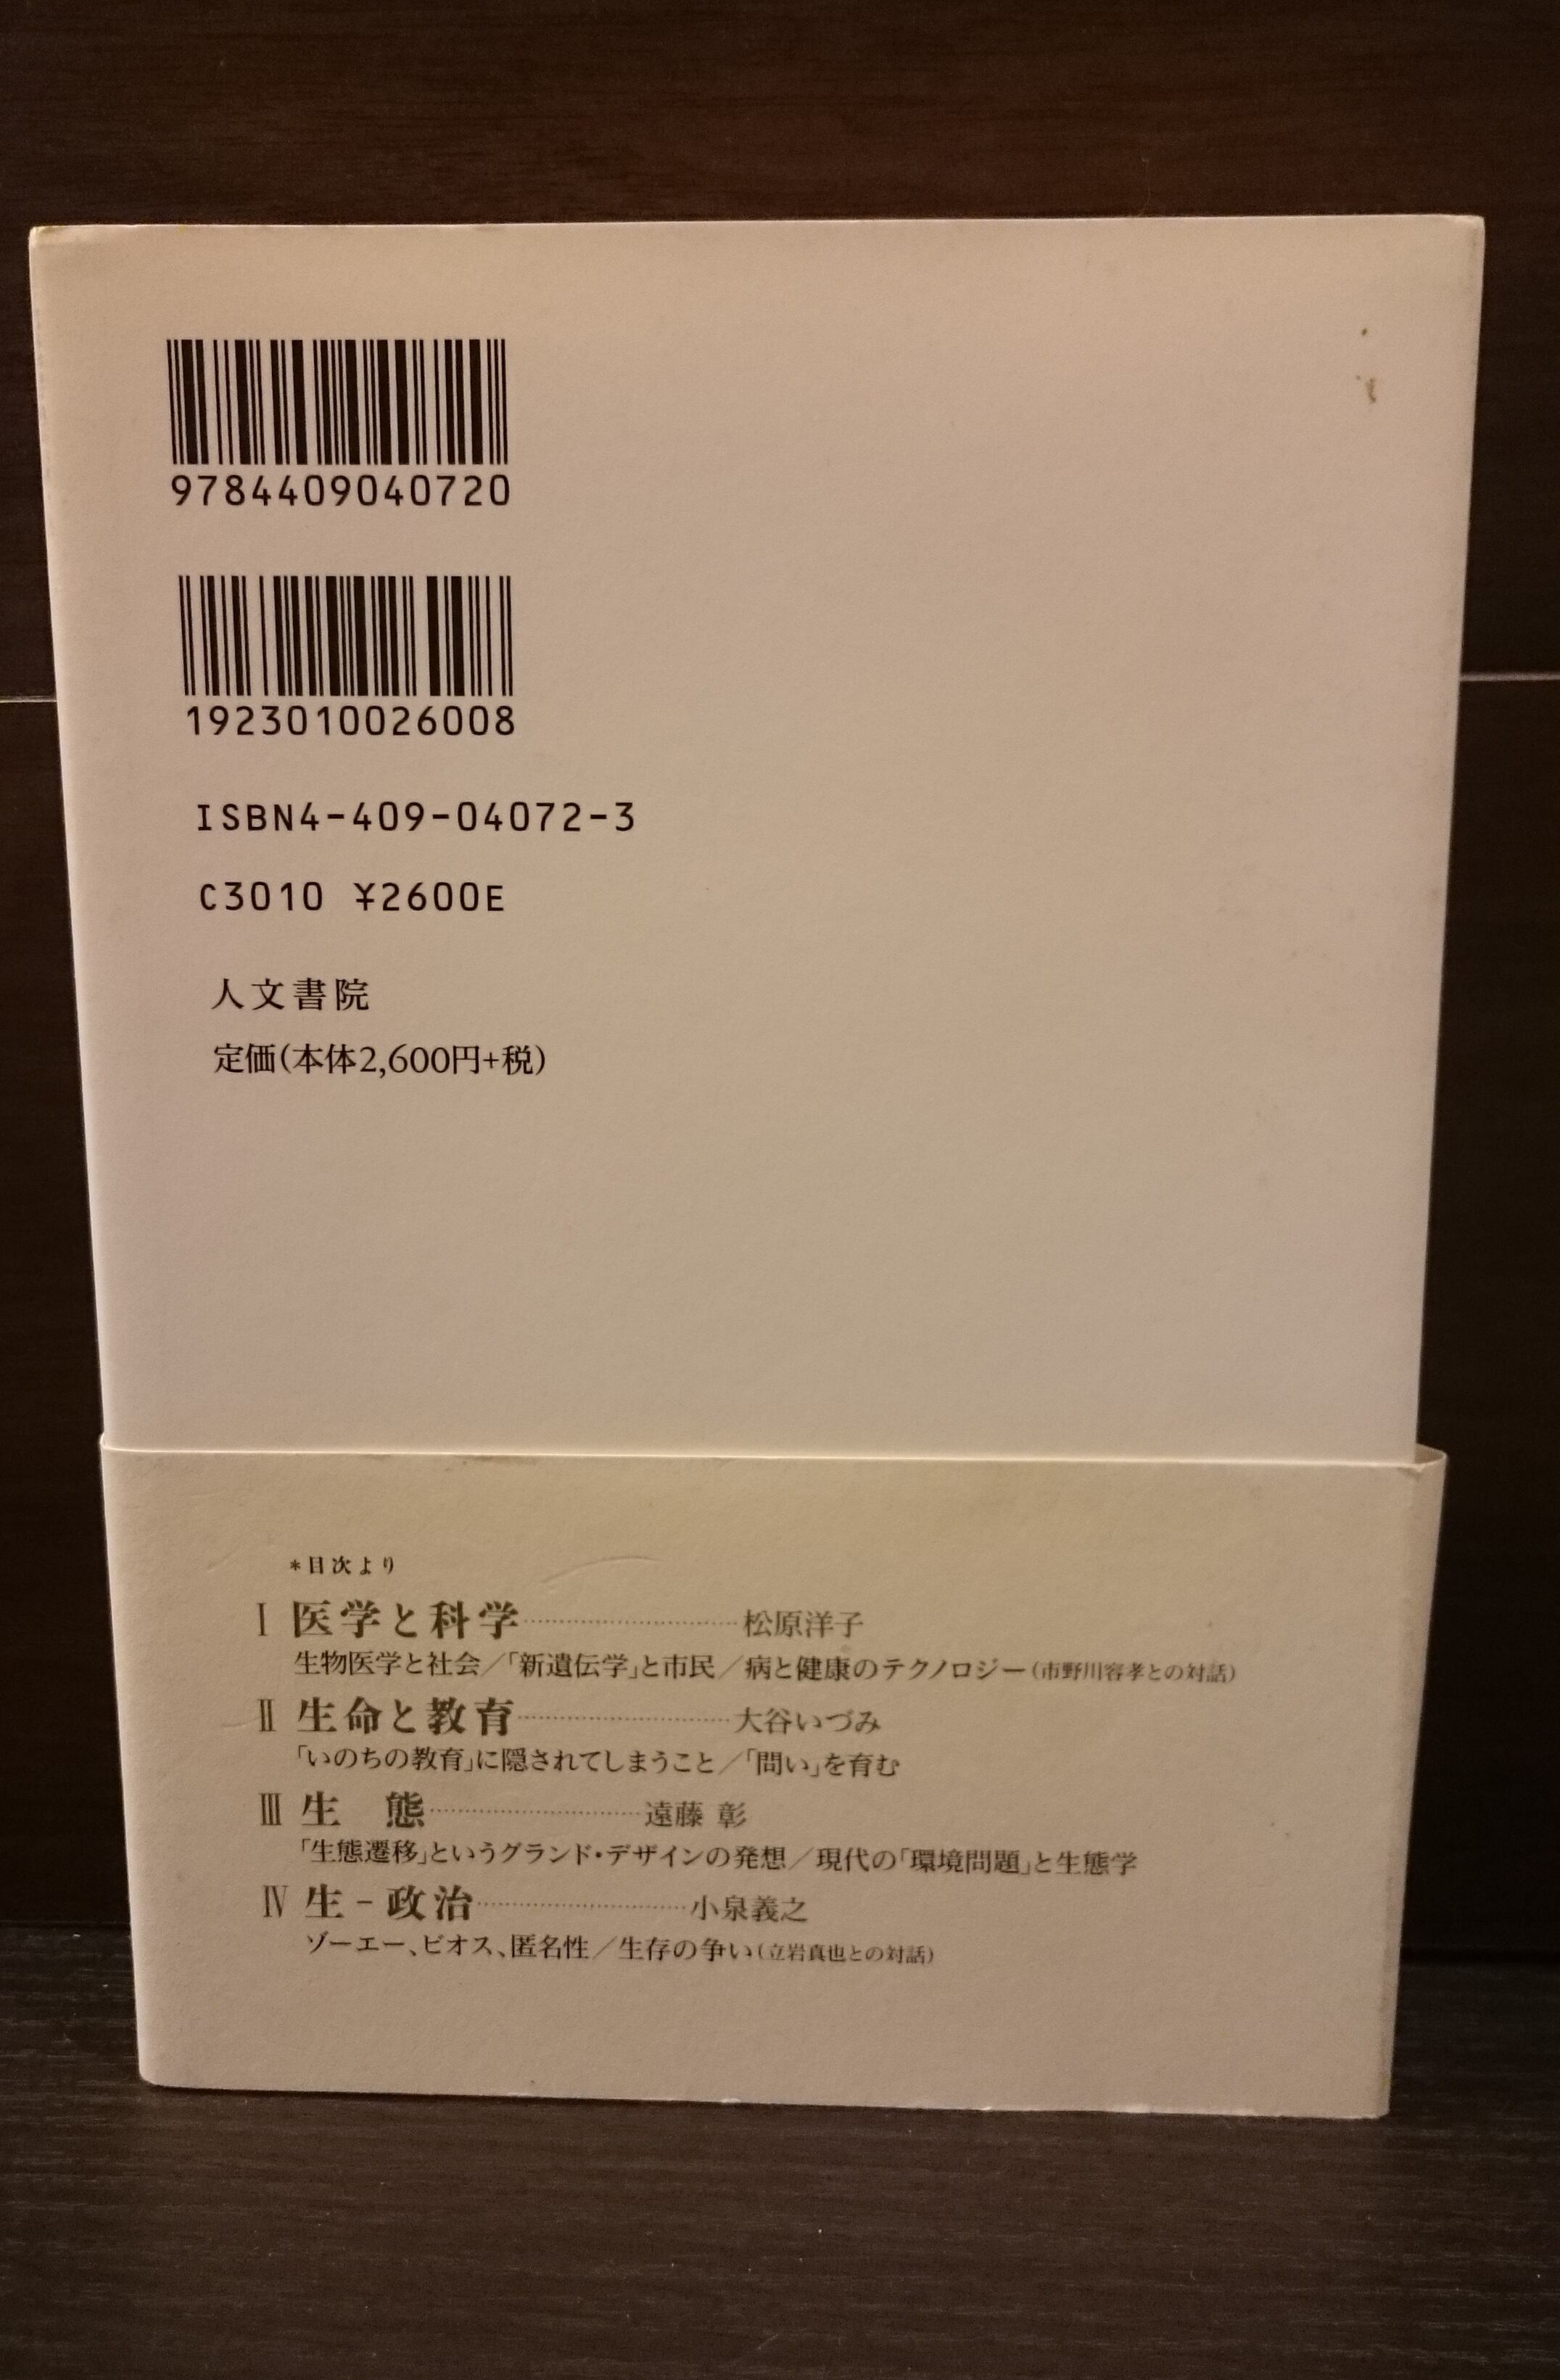 9784409040720
1923010026008
ISBN4-409-04072-3
C3010 ¥2600E
人文書院
定価(本体2,600円+税)
*目次より
Ⅰ 医学と科学…………………………松原洋子
生物医学と社会／「新遺伝学」と市民／病と健康のテクノロジー(市野川容孝との対話)
Ⅱ 生命と教育…………………………大谷いづみ
「いのちの教育」に隠されてしまうこと／「問い」を育む
Ⅲ 生　態…………………………遠藤 彰
「生態遷移」というグランド・デザインの発想／現代の「環境問題」と生態学
Ⅳ 生－政治…………………………小泉義之
ゾーエー、ビオス、匿名性／生存の争い(立岩真也との対話)